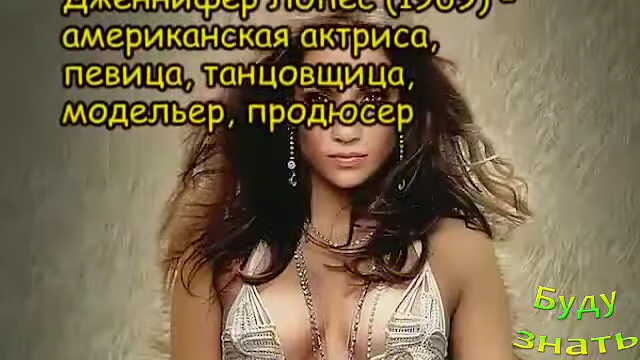 Дженнифер Лопес (1969) -
американская актриса,
певица, танцовщица,
модельер, продюсер
Буду
знать